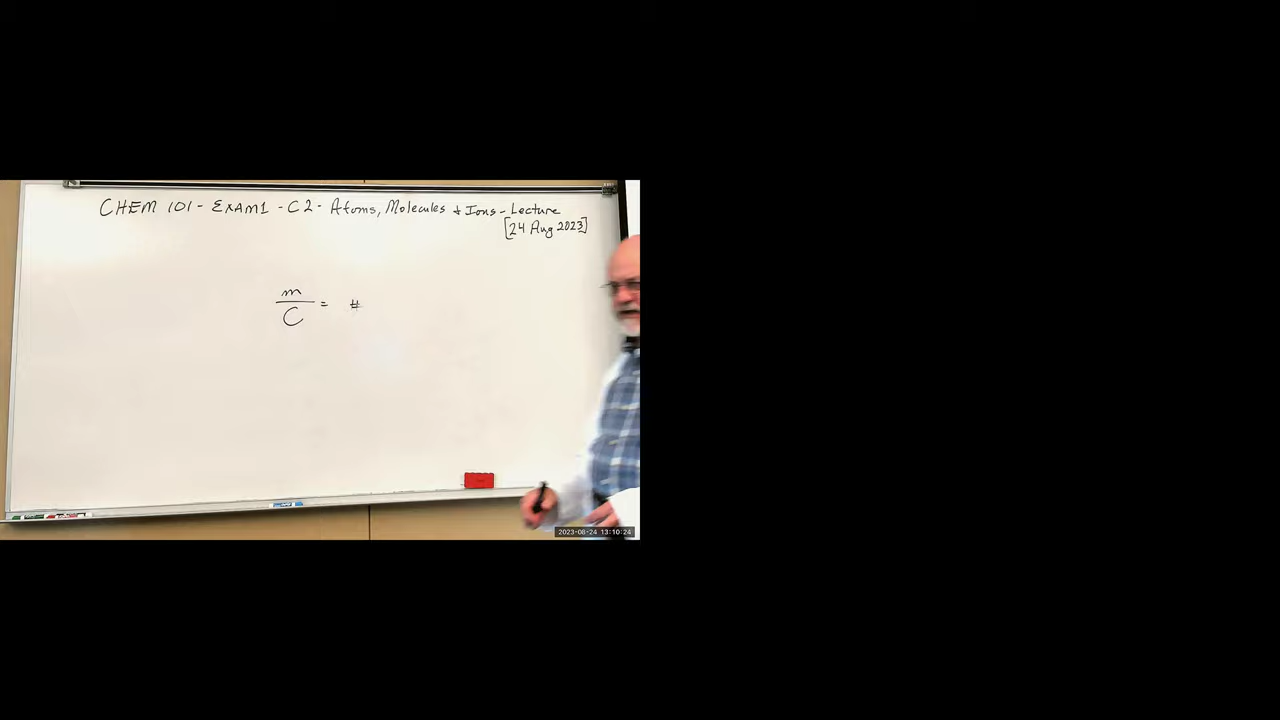 CHEM 101 - EXAM1 - C2 - Atoms, Molecules & Ions - Lecture
[24 Aug 2023]
m
C
= #
2023-08-24 13:10:24